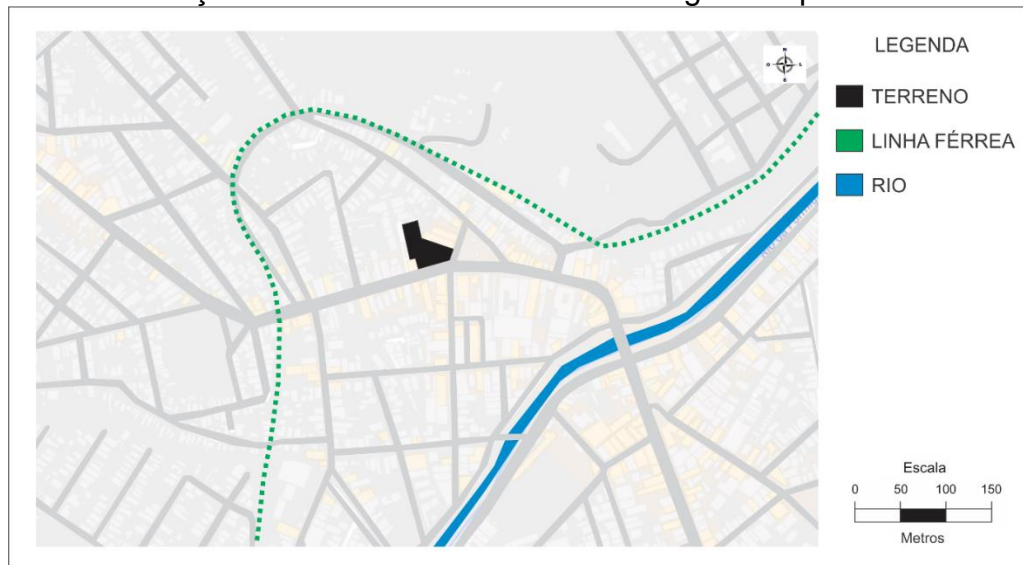 LEGENDA
TERRENO
LINHA FÉRREA
RIO
Escala
0 50 100 150
Metros